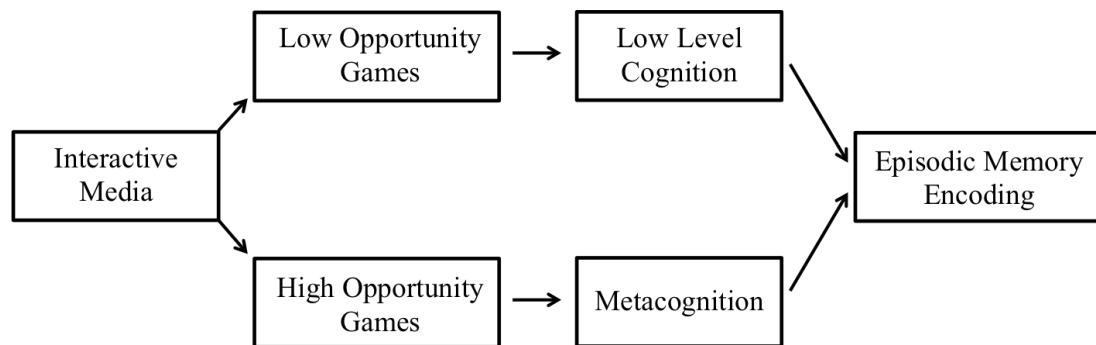 Low Opportunity
Games
Low Level
Cognition
Interactive
Media
Episodic Memory
Encoding
High Opportunity
Games
Metacognition